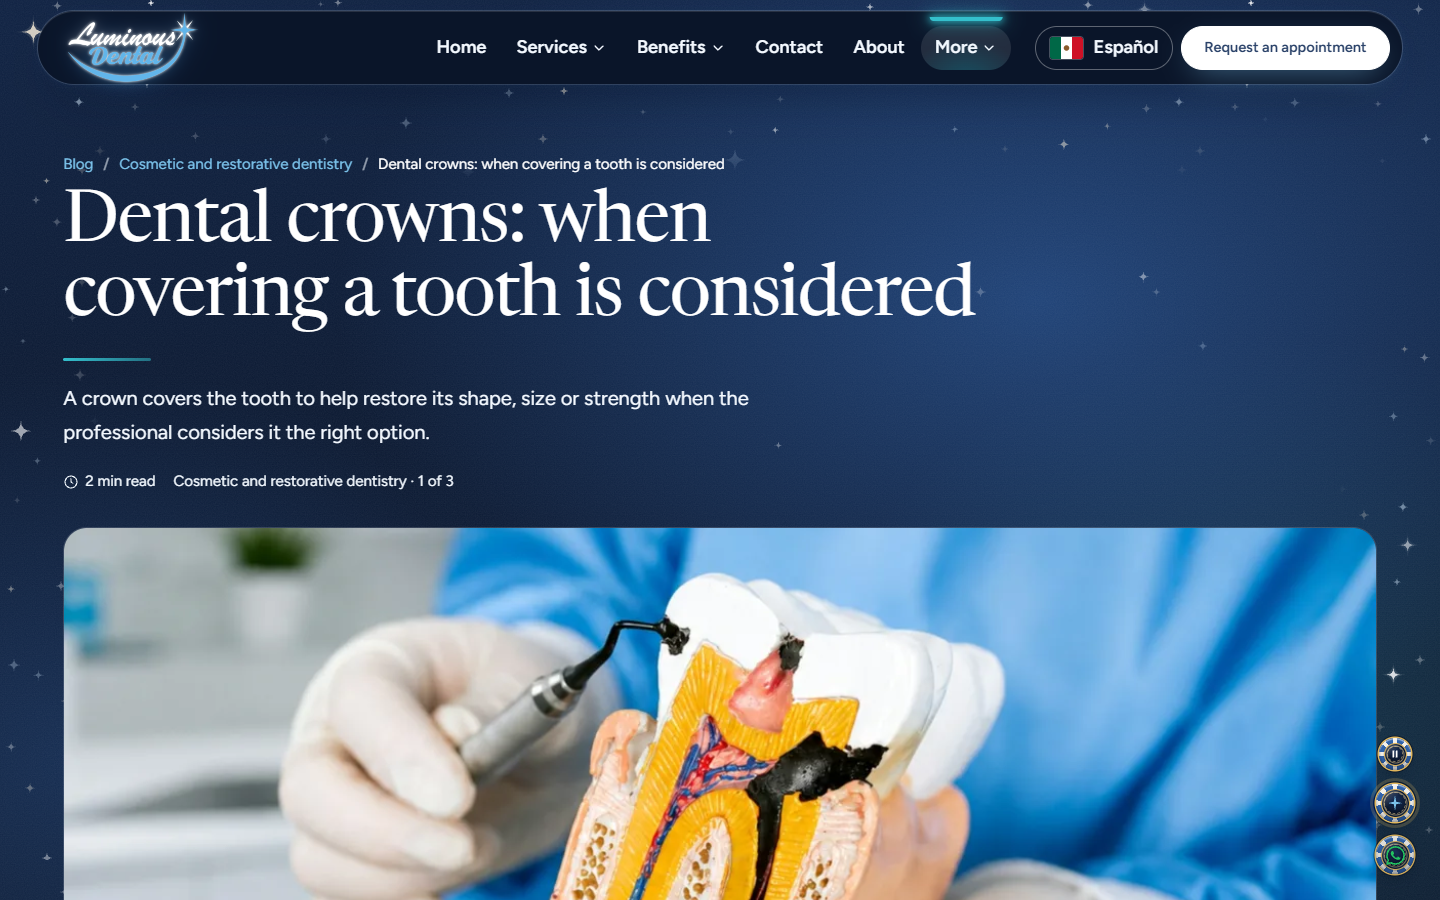 Luminous
Dental
Home
Services
Benefits
Contact
About
More
Español
Request an appointment
Blog / Cosmetic and restorative dentistry / Dental crowns: when covering a tooth is considered
Dental crowns: when
covering a tooth is considered
A crown covers the tooth to help restore its shape, size or strength when the
professional considers it the right option.
2 min read Cosmetic and restorative dentistry · 1 of 3